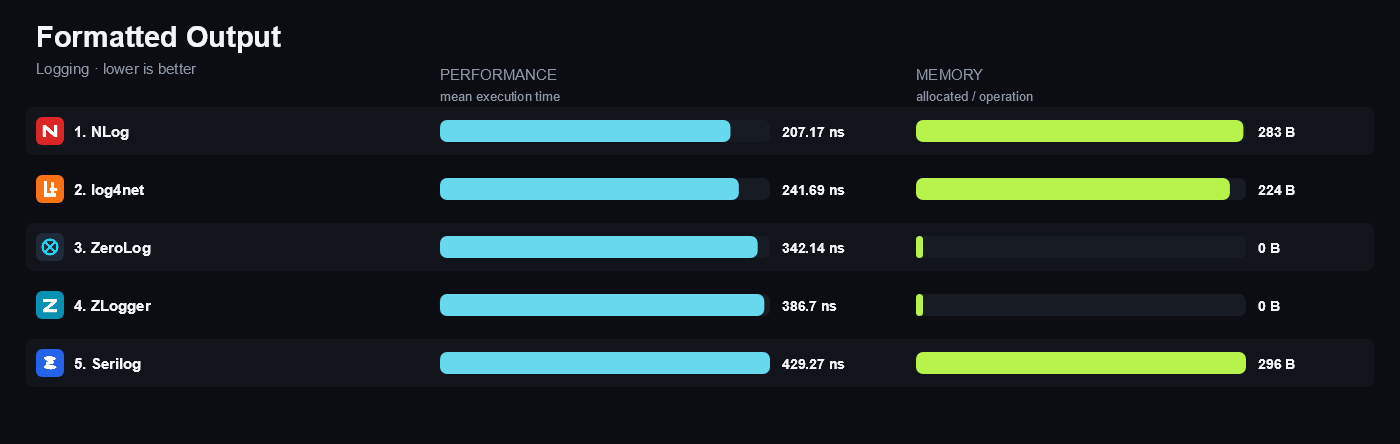 Formatted Output
Logging · lower is better
PERFORMANCE
mean execution time
MEMORY
allocated / operation
1. NLog 207.17 ns 283 B
2. log4net 241.69 ns 224 B
3. ZeroLog 342.14 ns 0 B
4. ZLogger 386.7 ns 0 B
5. Serilog 429.27 ns 296 B